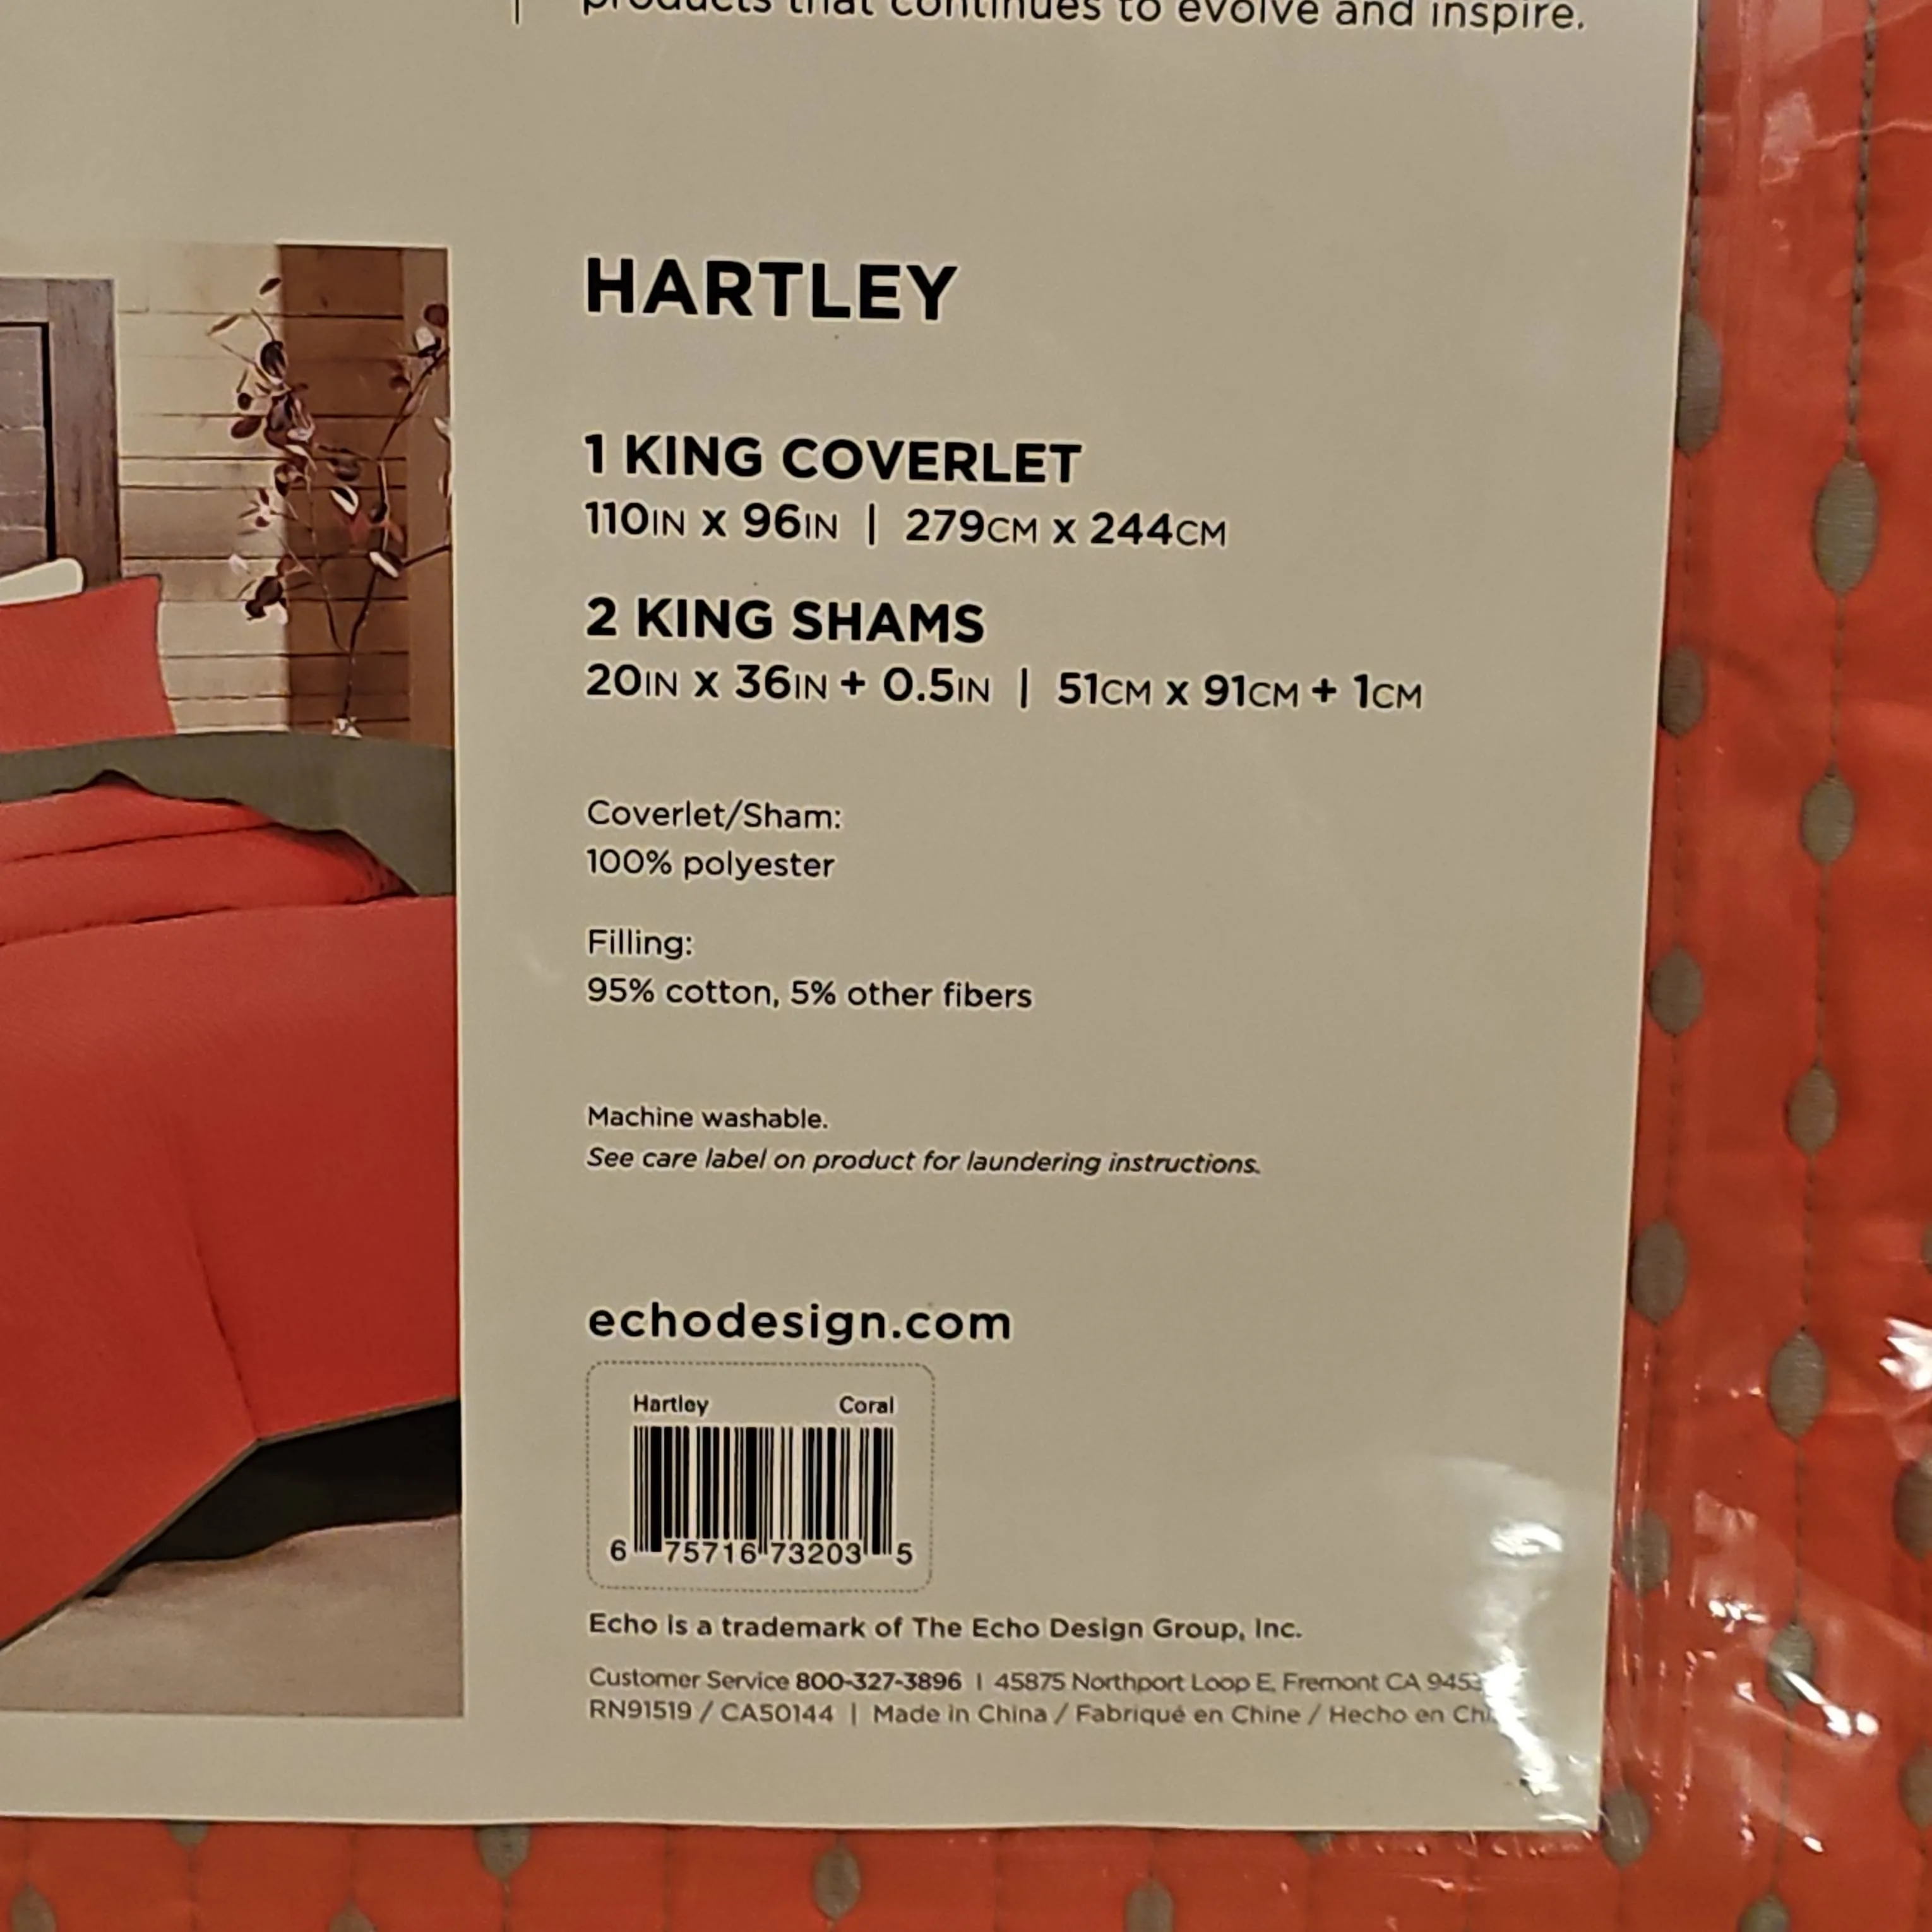 products that continues to evolve and inspire.
HARTLEY
1 KING COVERLET
110IN x 96IN | 279CM x 244CM
2 KING SHAMS
20IN x 36IN + 0.5IN | 51CM x 91CM + 1CM
Coverlet/Sham:
100% polyester
Filling:
95% cotton, 5% other fibers
Machine washable.
See care label on product for laundering instructions.
echodesign.com
Hartley Coral
6 75716 73203 5
Echo is a trademark of The Echo Design Group, Inc.
Customer Service 800-327-3896 | 45875 Northport Loop E, Fremont CA
RN91519 / CA50144 | Made in China / Fabriqué en Chine / Hecho en